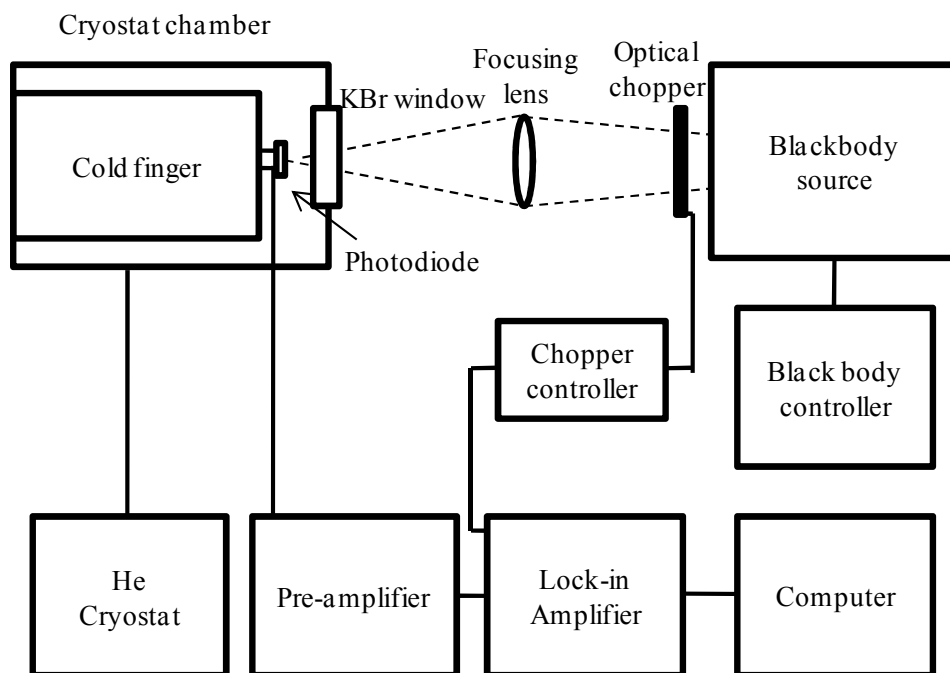 Cryostat chamber
Focusing
lens
Optical
chopper
KBr window
Cold finger
Blackbody
source
Photodiode
Chopper
controller
Black body
controller
He
Cryostat
Pre-amplifier
Lock-in
Amplifier
Computer